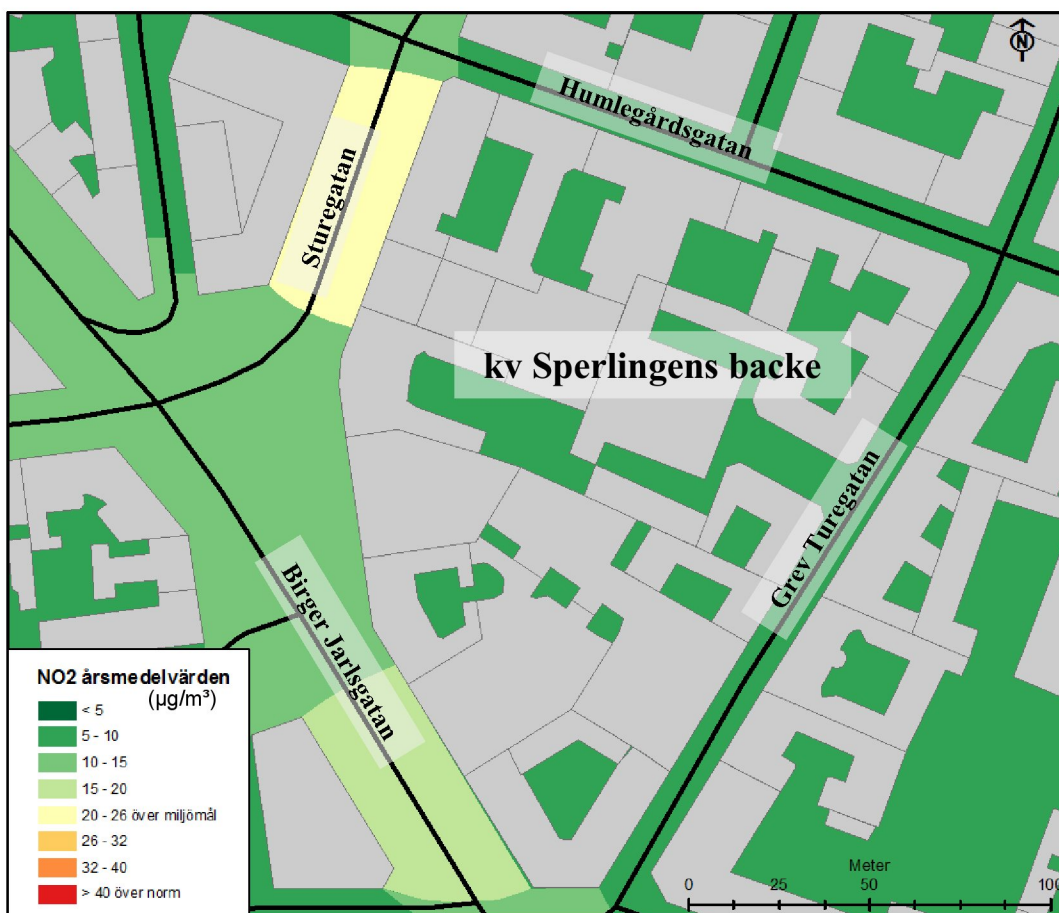 N
Humlegårdsgatan
Sturegatan
kv Sperlingens backe
Grev Turegatan
Birger Jarlsgatan
NO2 årsmedelvärden
(µg/m³)
< 5
5 - 10
10 - 15
15 - 20
20 - 26 över miljömål
26 - 32
32 - 40
> 40 över norm
Meter
0 25 50 100